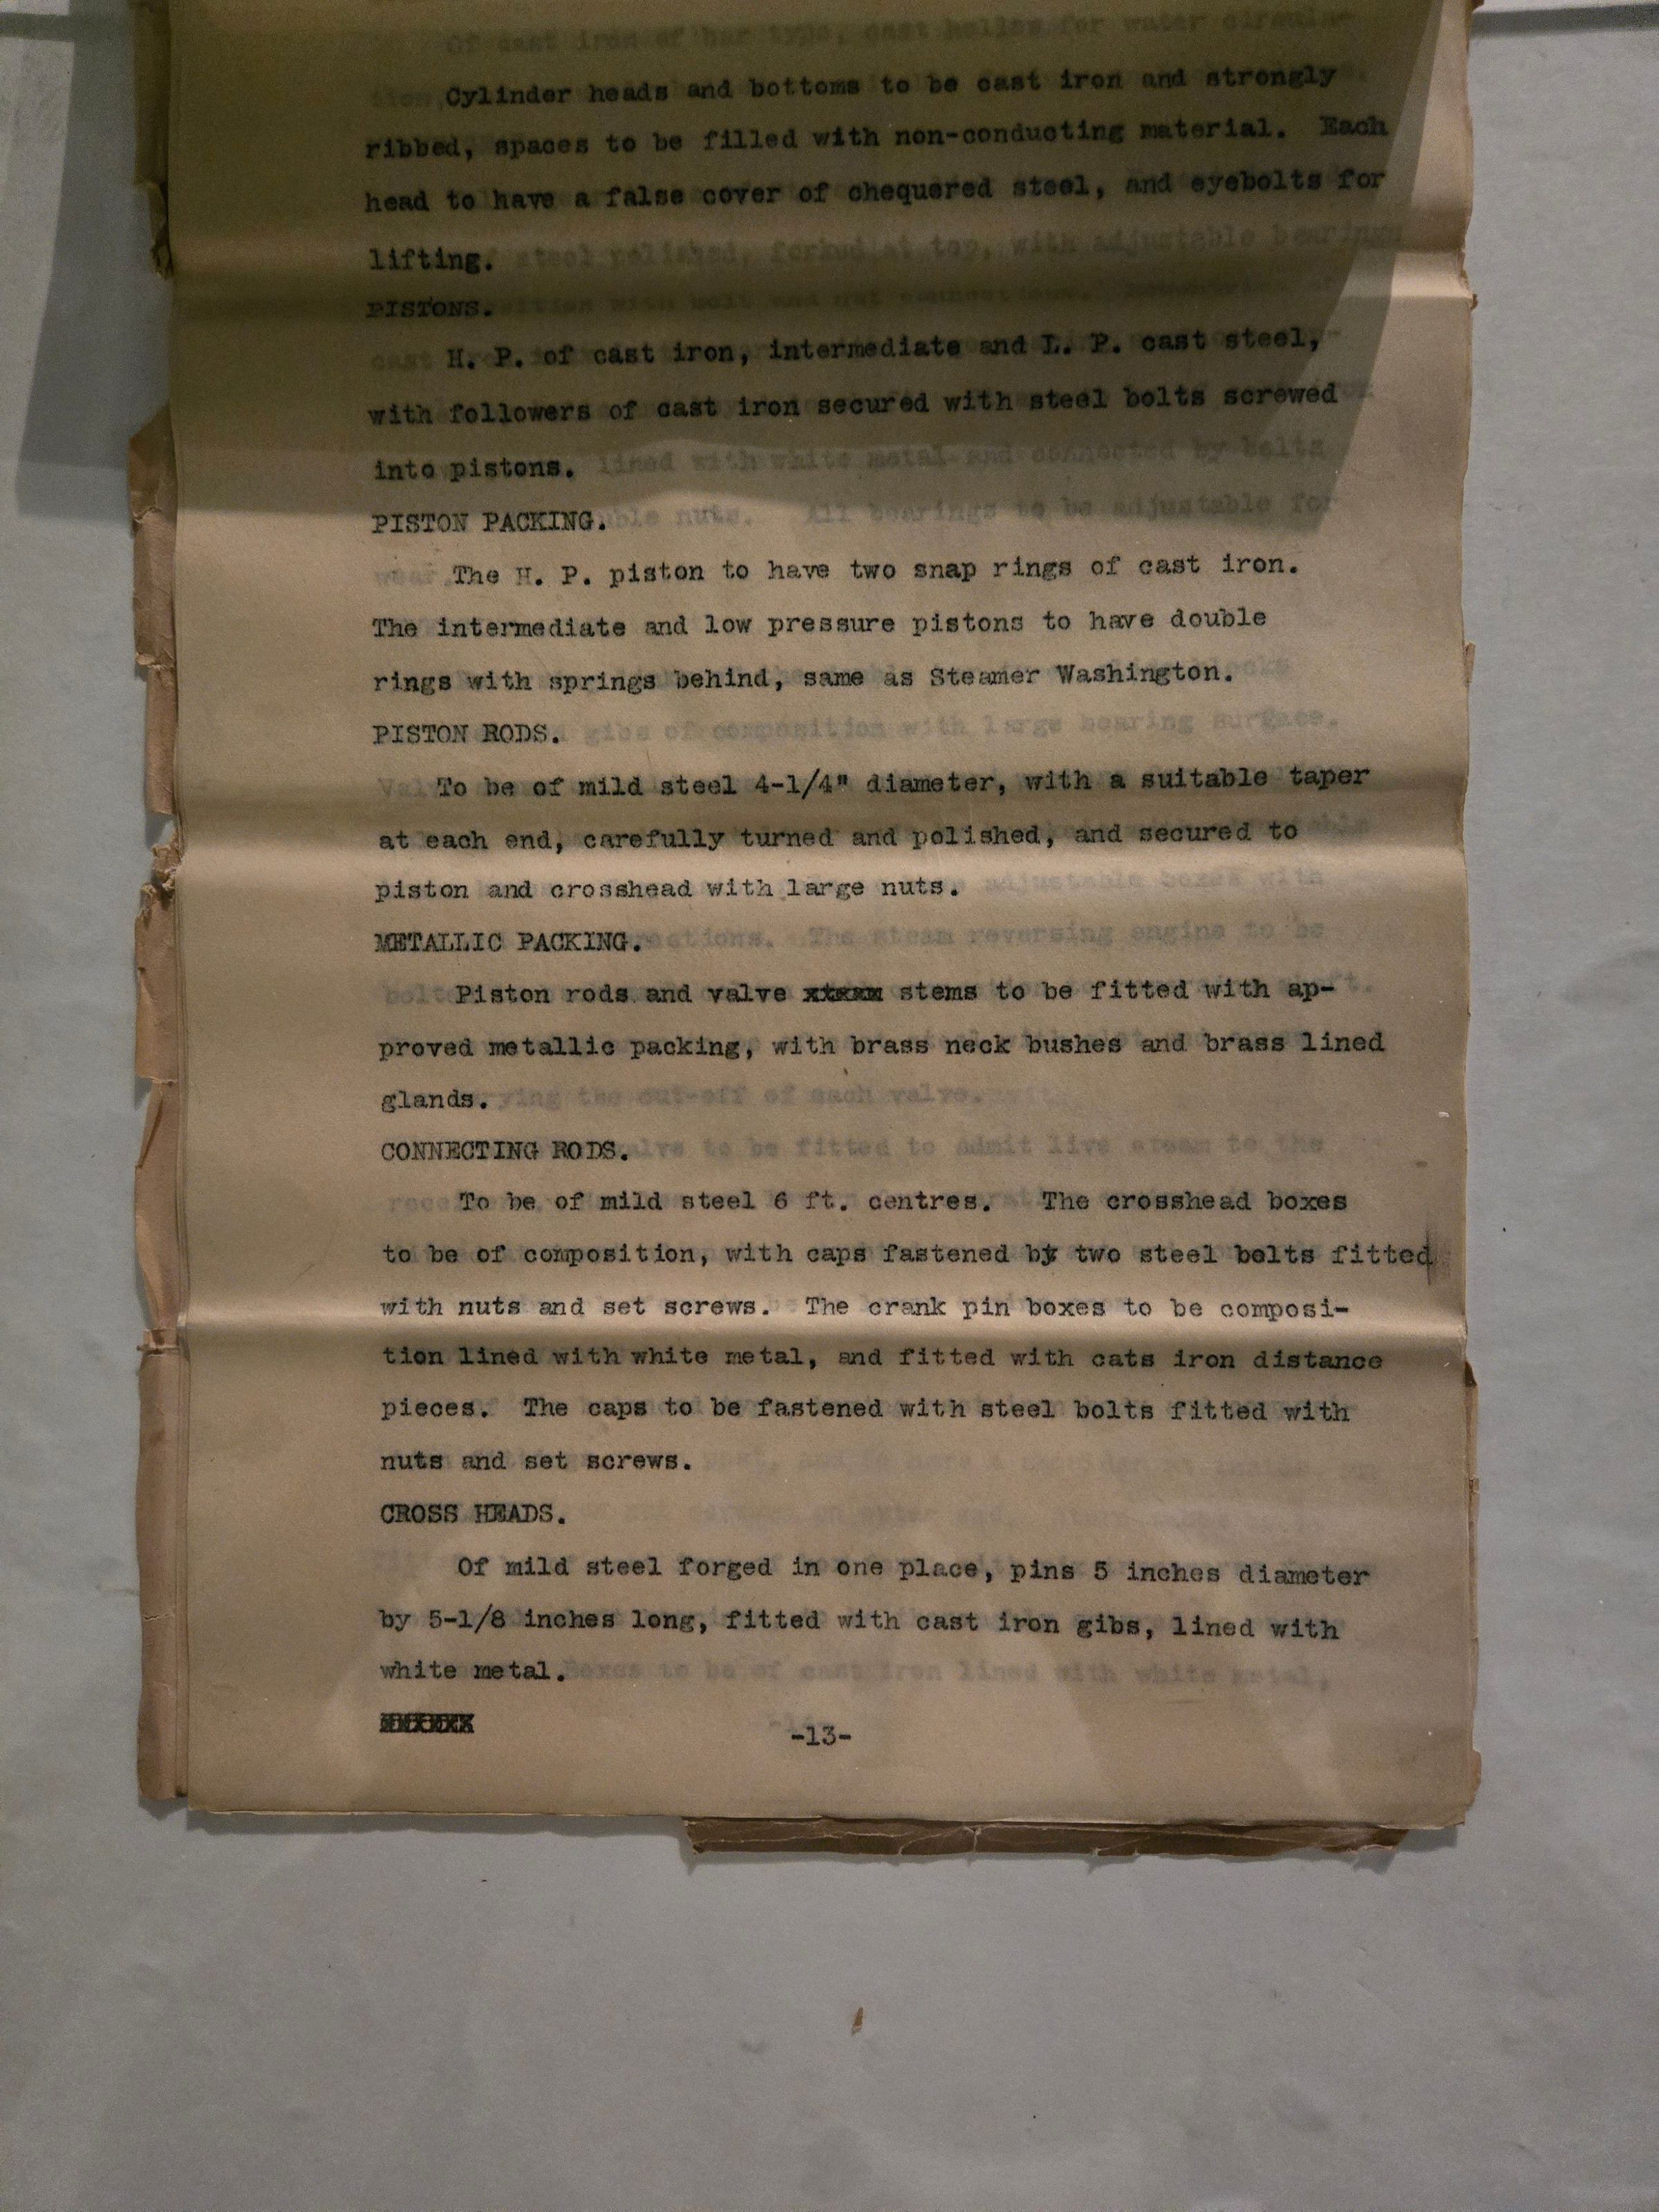 Cylinder heads and bottoms to be cast iron and strongly
ribbed, spaces to be filled with non-conducting material. Each
head to have a false cover of chequered steel, and eyebolts for
lifting.
PISTONS.
H. P. of cast iron, intermediate and L. P. cast steel,
with followers of cast iron secured with steel bolts screwed
into pistons.
PISTON PACKING.
The H. P. piston to have two snap rings of cast iron.
The intermediate and low pressure pistons to have double
rings with springs behind, same as Steamer Washington.
PISTON RODS.
To be of mild steel 4-1/4" diameter, with a suitable taper
at each end, carefully turned and polished, and secured to
piston and crosshead with large nuts.
METALLIC PACKING.
Piston rods and valve stems to be fitted with ap-
proved metallic packing, with brass neck bushes and brass lined
glands.
CONNECTING RODS.
To be of mild steel 6 ft. centres. The crosshead boxes
to be of composition, with caps fastened by two steel bolts fitted
with nuts and set screws. The crank pin boxes to be composi-
tion lined with white metal, and fitted with cats iron distance
pieces. The caps to be fastened with steel bolts fitted with
nuts and set screws.
CROSS HEADS.
Of mild steel forged in one place, pins 5 inches diameter
by 5-1/8 inches long, fitted with cast iron gibs, lined with
white metal.
-13-